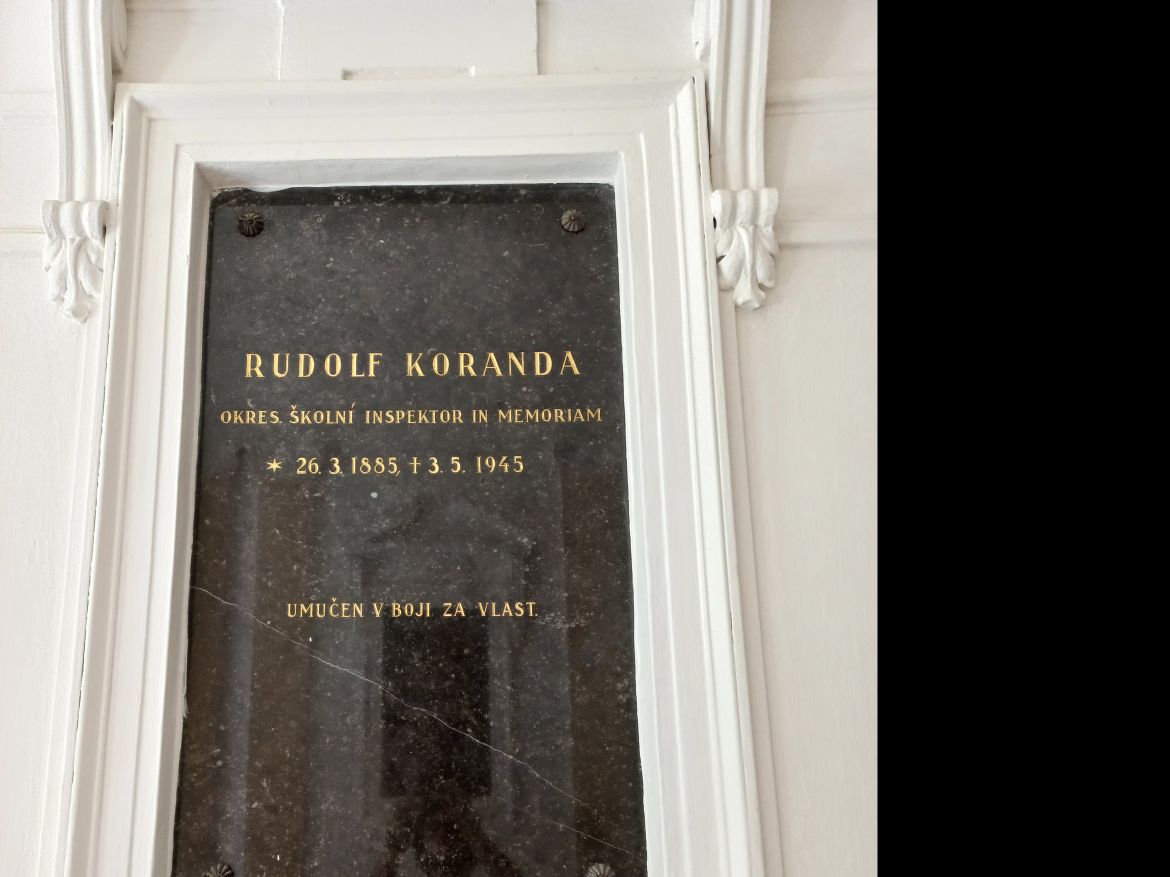 RUDOLF KORANDA
OKRES. ŠKOLNÍ INSPEKTOR IN MEMORIAM
* 26. 3. 1885, † 3. 5. 1945
UMUČEN V BOJI ZA VLAST.